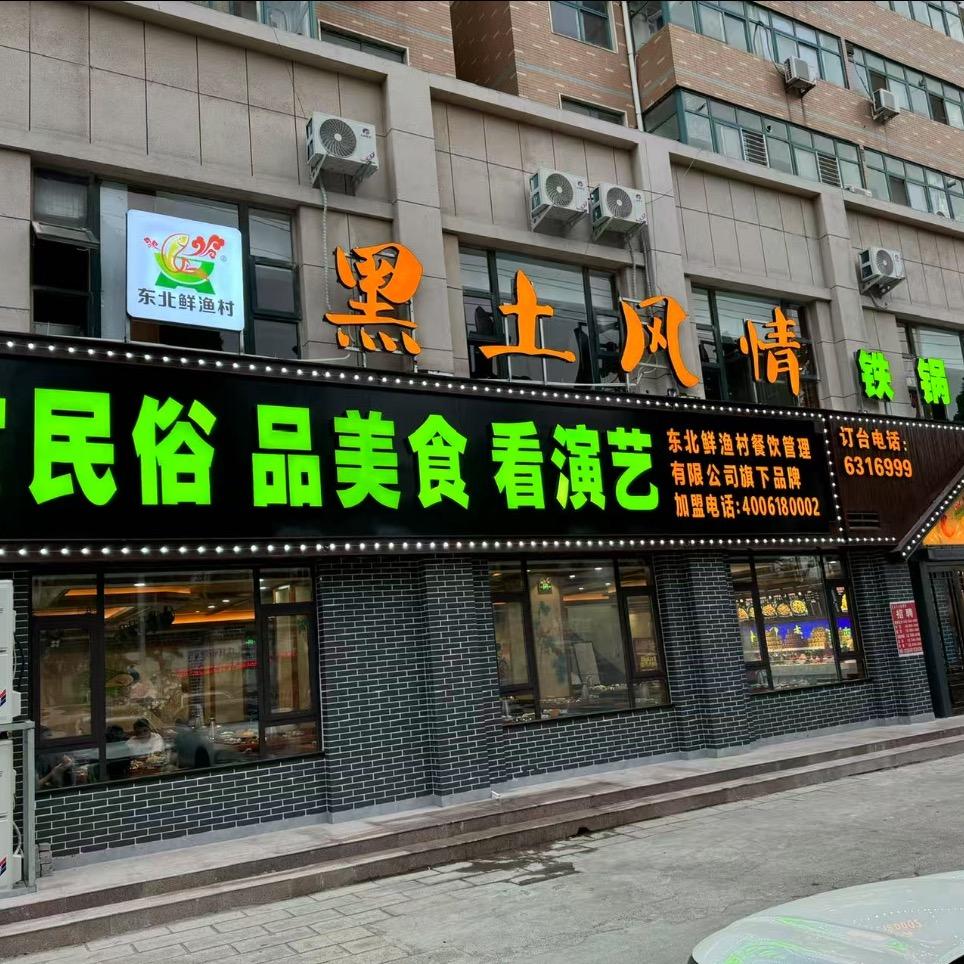 东北鲜渔村
黑土风情
铁锅
民俗 品美食 看演艺
东北鲜渔村餐饮管理
有限公司旗下品牌
加盟电话:4006180002
订台电话:
6316999
招聘